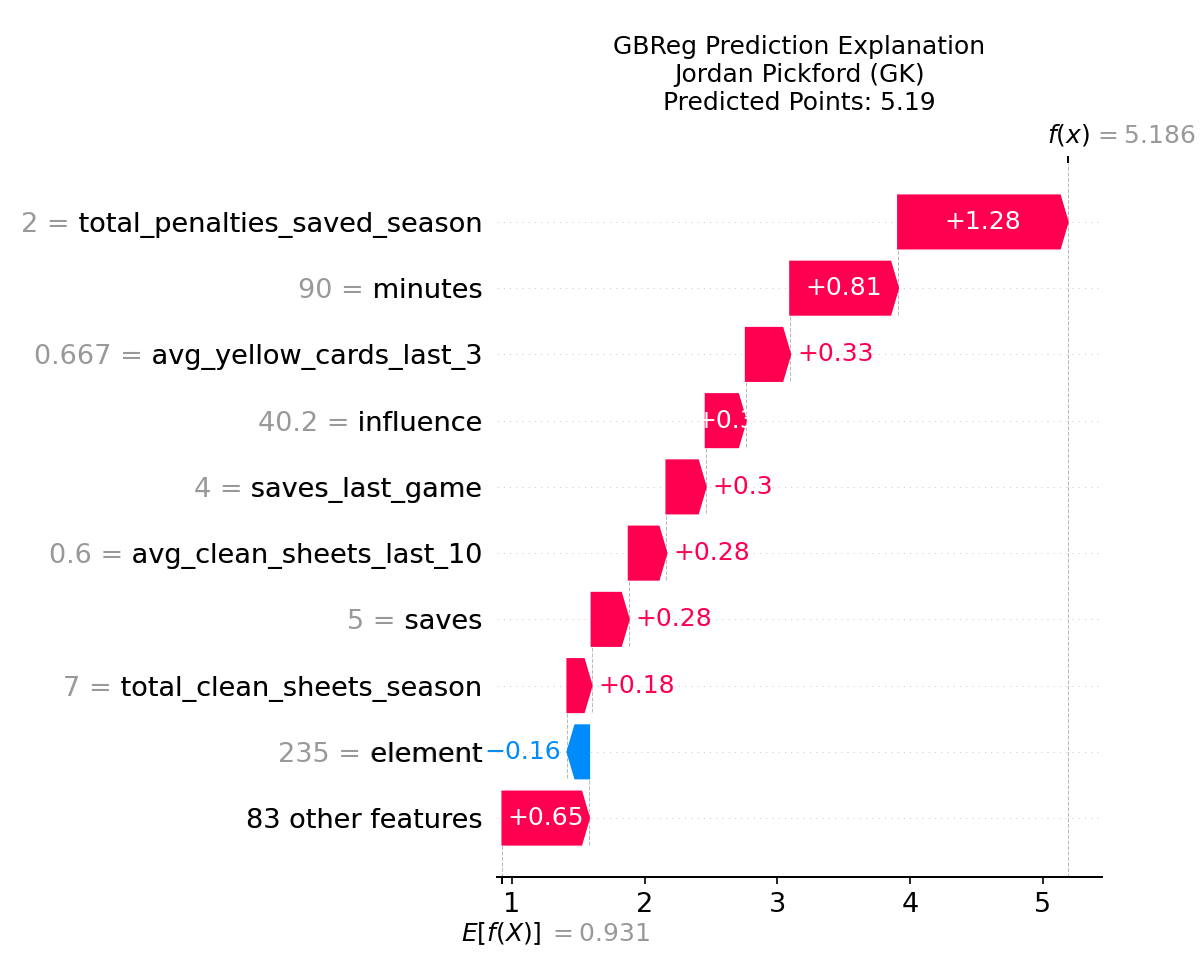 GBReg Prediction Explanation
Jordan Pickford (GK)
Predicted Points: 5.19
f(x) = 5.186
2 = total_penalties_saved_season +1.28
90 = minutes +0.81
0.667 = avg_yellow_cards_last_3 +0.33
40.2 = influence
4 = saves_last_game +0.3
0.6 = avg_clean_sheets_last_10 +0.28
5 = saves +0.28
7 = total_clean_sheets_season +0.18
235 = element −0.16
83 other features +0.65
1 2 3 4 5
E[f(X)] = 0.931